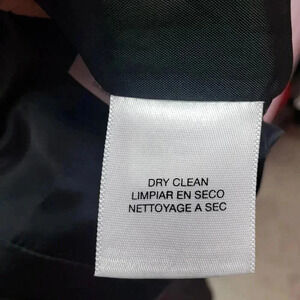 DRY CLEAN
LIMPIAR EN SECO
NETTOYAGE A SEC